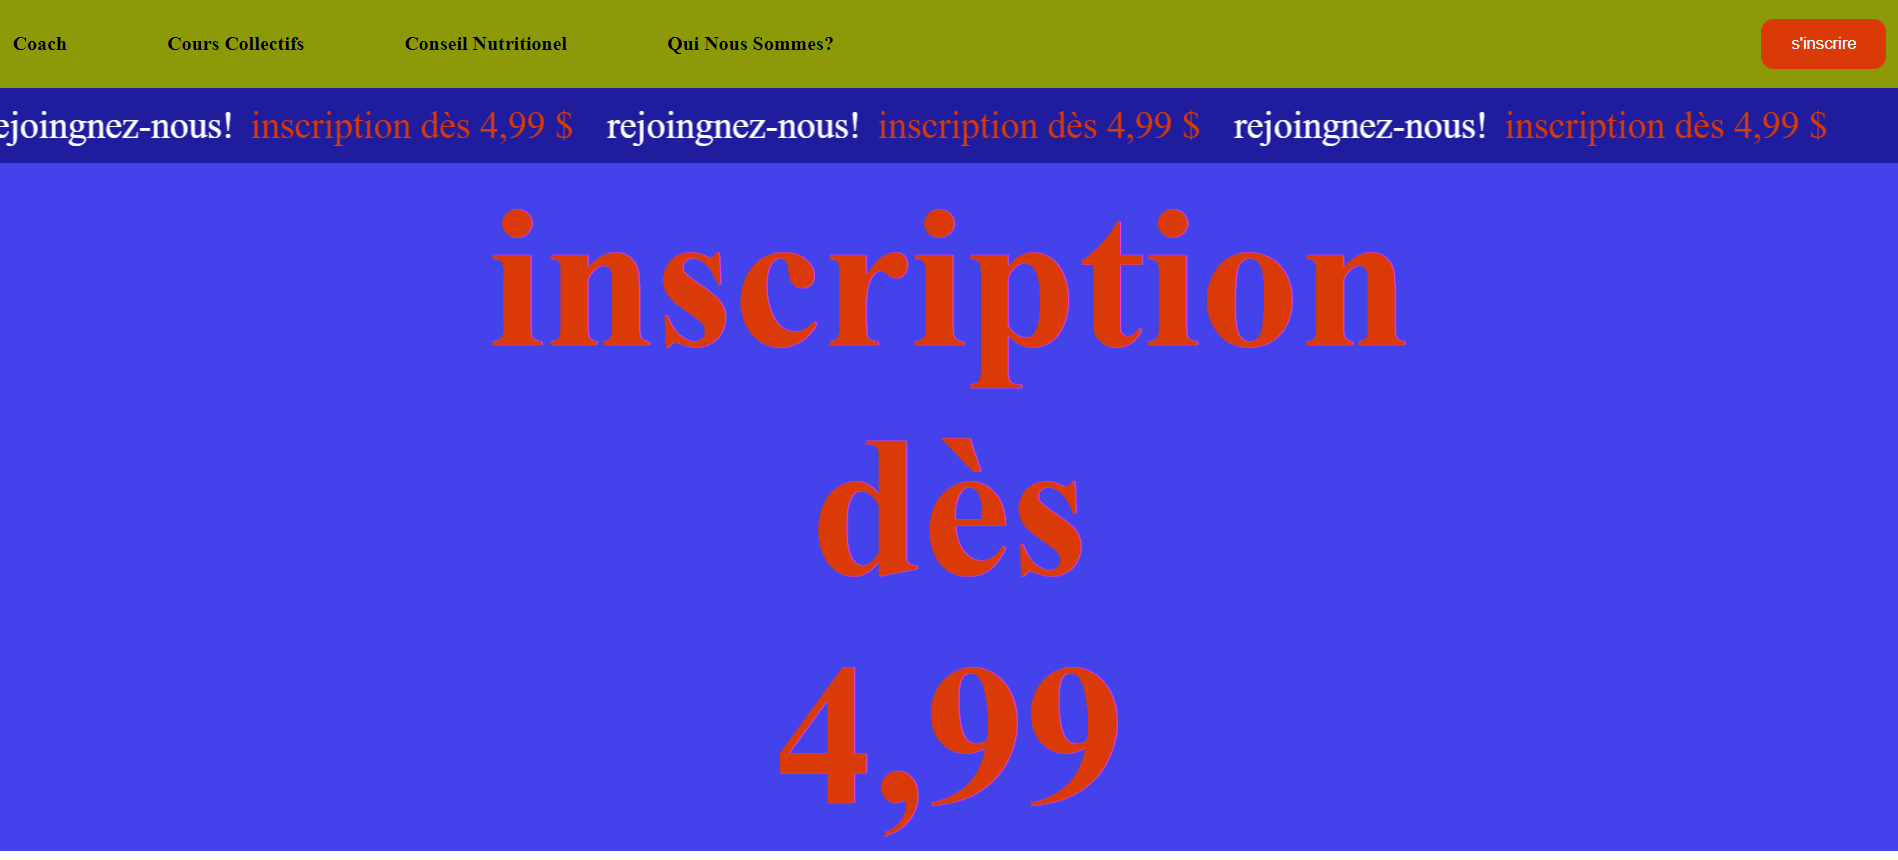 Coach Cours Collectifs Conseil Nutritionel Qui Nous Sommes? s'inscrire
ejoingnez-nous! inscription dès 4,99 $ rejoingnez-nous! inscription dès 4,99 $ rejoingnez-nous! inscription dès 4,99 $
inscription
dès
4,99